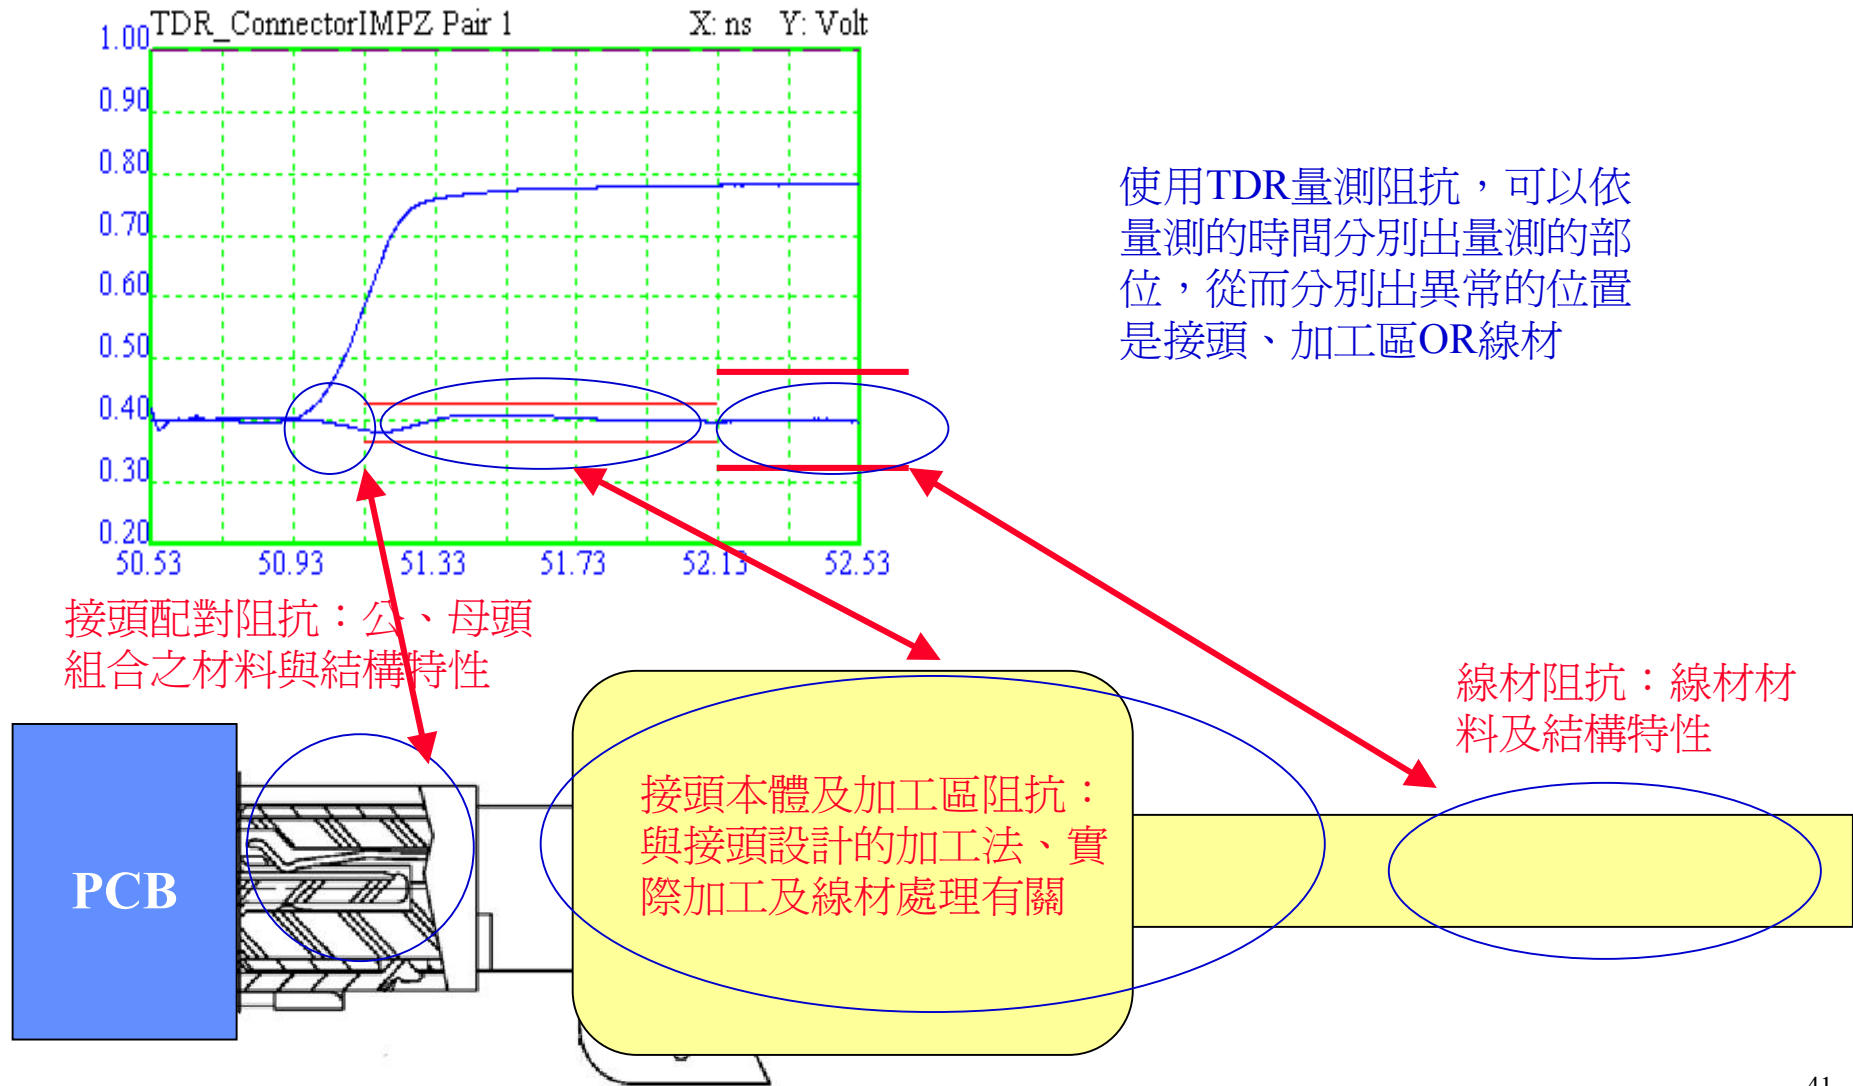 TDR_ConnectorIMPZ Pair 1 X: ns Y: Volt
1.00
0.90
0.80
0.70
0.60
0.50
0.40
0.30
0.20
50.53 50.93 51.33 51.73 52.13 52.53
使用TDR量測阻抗，可以依
量測的時間分別出量測的部
位，從而分別出異常的位置
是接頭、加工區OR線材
接頭配對阻抗：公、母頭
組合之材料與結構特性
線材阻抗：線材材
料及結構特性
接頭本體及加工區阻抗：
與接頭設計的加工法、實
際加工及線材處理有關
PCB
41